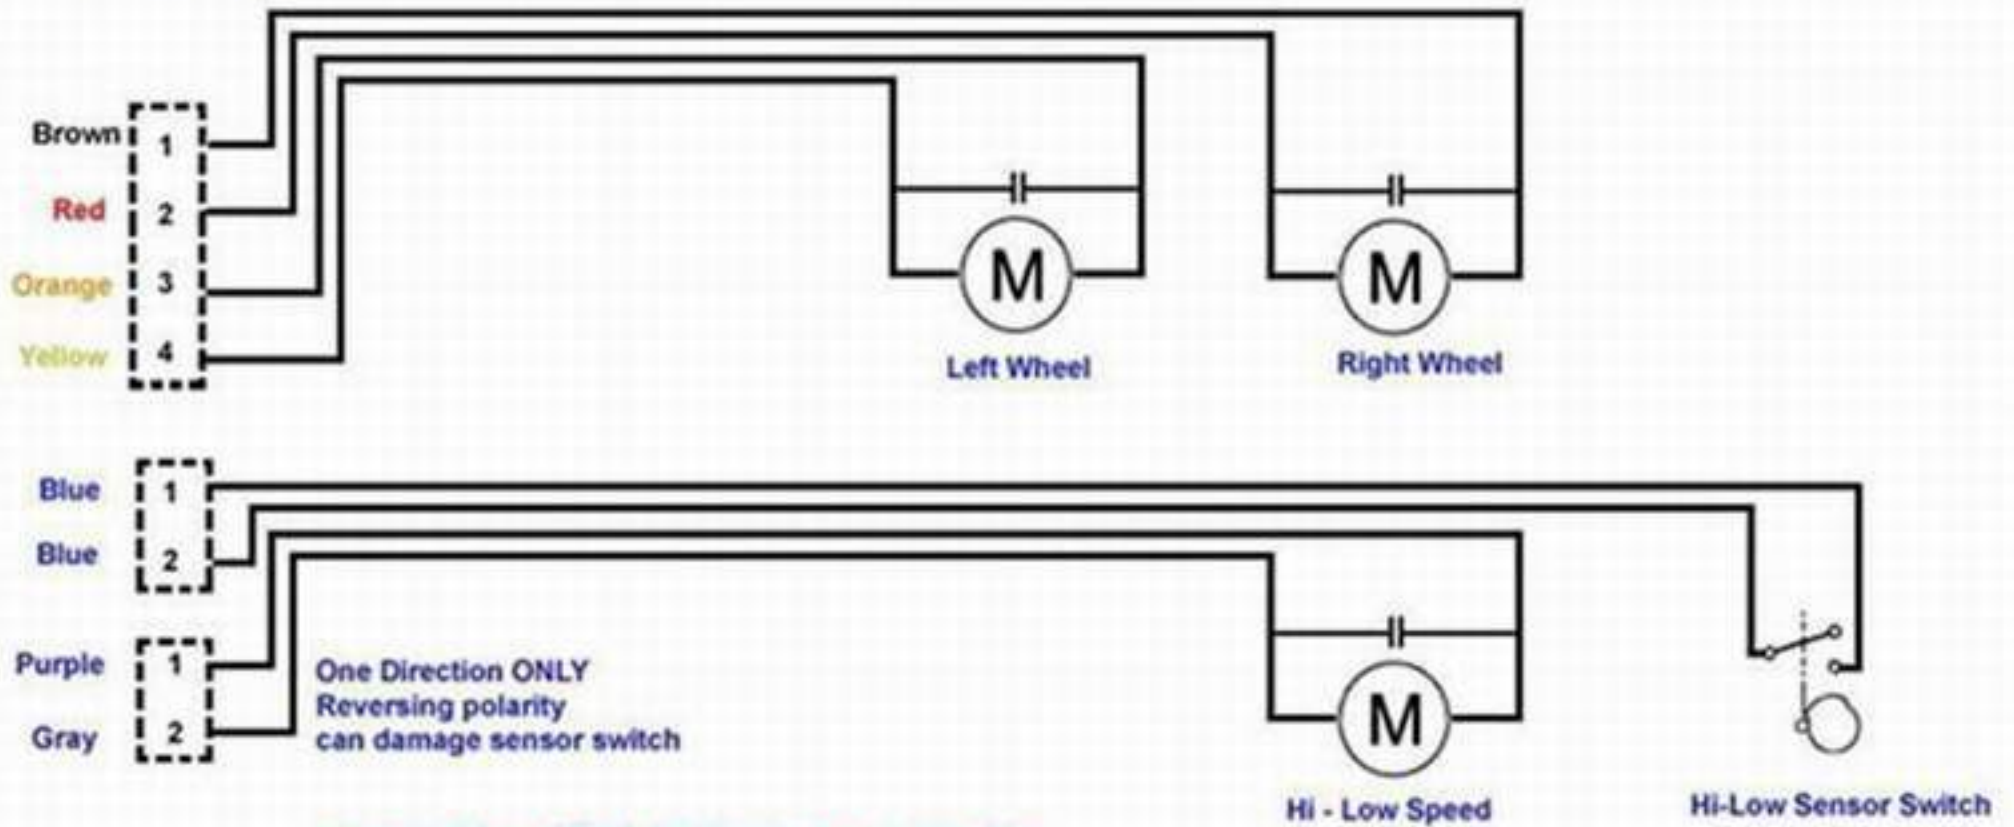 Brown 1
Red 2
Orange 3
Yellow 4
M M
Left Wheel Right Wheel
Blue 1
Blue 2
Purple 1
Gray 2
One Direction ONLY
Reversing polarity
can damage sensor switch
M
Hi - Low Speed
Hi-Low Sensor Switch